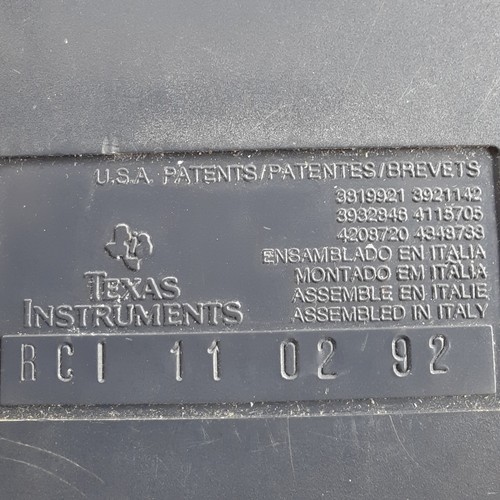 U.S.A. PATENTS/PATENTES/BREVETS
3819921 3921142
3932846 4115705
4208720 4348733
ENSAMBLADO EN ITALIA
MONTADO EM ITÁLIA
ASSEMBLE EN ITALIE
ASSEMBLED IN ITALY
TEXAS
INSTRUMENTS
RCI 11 02 92